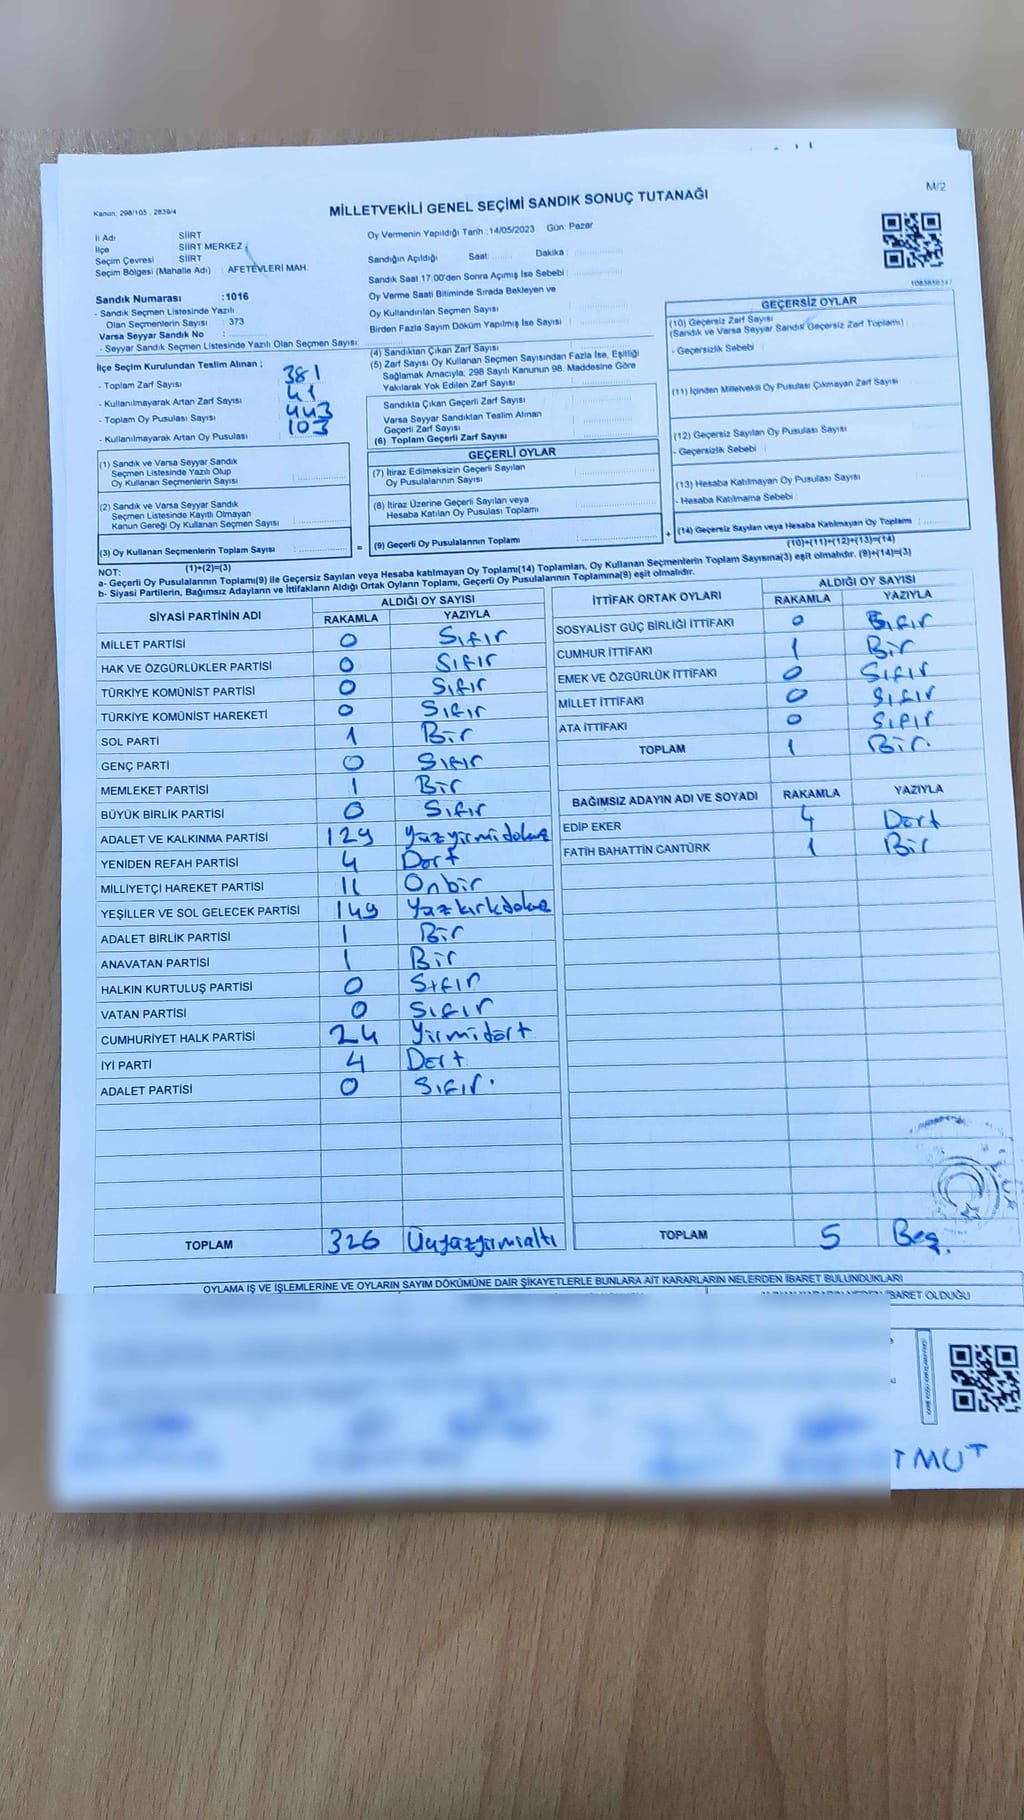 M/2
Kanun, 298/105 , 2839/4
MİLLETVEKİLİ GENEL SEÇİMİ SANDIK SONUÇ TUTANAĞI
İl Adı SİİRT
İlçe SİİRT MERKEZ
Seçim Çevresi SİİRT
Seçim Bölgesi (Mahalle Adı) : AFETEVLERİ MAH.
Sandık Numarası :1016
- Sandık Seçmen Listesinde Yazılı
Olan Seçmenlerin Sayısı : 373
Varsa Seyyar Sandık No :
- Seyyar Sandık Seçmen Listesinde Yazılı Olan Seçmen Sayısı:
Oy Vermenin Yapıldığı Tarih :14/05/2023 Gün: Pazar
Sandığın Açıldığı Saat: Dakika :
Sandık Saat 17:00'den Sonra Açılmış İse Sebebi :
Oy Verme Saati Bitiminde Sırada Bekleyen ve
Oy Kullandırılan Seçmen Sayısı
Birden Fazla Sayım Döküm Yapılmış İse Sayısı :
İlçe Seçim Kurulundan Teslim Alınan ;
- Toplam Zarf Sayısı 381
- Kullanılmayarak Artan Zarf Sayısı 41
- Toplam Oy Pusulası Sayısı 443
- Kullanılmayarak Artan Oy Pusulası 103
(1) Sandık ve Varsa Seyyar Sandık
Seçmen Listesinde Yazılı Olup
Oy Kullanan Seçmenlerin Sayısı :
(2) Sandık ve Varsa Seyyar Sandık
Seçmen Listesinde Kayıtlı Olmayan
Kanun Gereği Oy Kullanan Seçmen Sayısı :
(3) Oy Kullanan Seçmenlerin Toplam Sayısı :
(1)+(2)=(3)
(4) Sandıktan Çıkan Zarf Sayısı :
(5) Zarf Sayısı Oy Kullanan Seçmen Sayısından Fazla İse, Eşitliği
Sağlamak Amacıyla; 298 Sayılı Kanunun 98. Maddesine Göre
Yakılarak Yok Edilen Zarf Sayısı
Sandıkta Çıkan Geçerli Zarf Sayısı
Varsa Seyyar Sandıktan Teslim Alınan
Geçerli Zarf Sayısı
(6) Toplam Geçerli Zarf Sayısı
=
GEÇERLİ OYLAR
(7) İtiraz Edilmeksizin Geçerli Sayılan
Oy Pusulalarının Sayısı
(8) İtiraz Üzerine Geçerli Sayılan veya
Hesaba Katılan Oy Pusulası Toplamı
(9) Geçerli Oy Pusulalarının Toplamı :
+
GEÇERSİZ OYLAR
(10) Geçersiz Zarf Sayısı
(Sandık ve Varsa Seyyar Sandık Geçersiz Zarf Toplamı) :
- Geçersizlik Sebebi :
(11) İçinden Milletvekili Oy Pusulası Çıkmayan Zarf Sayısı
(12) Geçersiz Sayılan Oy Pusulası Sayısı
- Geçersizlik Sebebi :
(13) Hesaba Katılmayan Oy Pusulası Sayısı
- Hesaba Katılmama Sebebi :
(14) Geçersiz Sayılan veya Hesaba Katılmayan Oy Toplamı :
(10)+(11)+(12)+(13)=(14)
NOT:
a- Geçerli Oy Pusulalarının Toplamı(9) ile Geçersiz Sayılan veya Hesaba katılmayan Oy Toplamı(14) Toplamları, Oy Kullanan Seçmenlerin Toplam Sayısına(3) eşit olmalıdır. (9)+(14)=(3)
b- Siyasi Partilerin, Bağımsız Adayların ve İttifakların Aldığı Ortak Oyların Toplamı, Geçerli Oy Pusulalarının Toplamına(9) eşit olmalıdır.
SİYASİ PARTİNİN ADI ALDIĞI OY SAYISI
RAKAMLA YAZIYLA
MİLLET PARTİSİ 0 Sıfır
HAK VE ÖZGÜRLÜKLER PARTİSİ 0 Sıfır
TÜRKİYE KOMÜNİST PARTİSİ 0 Sıfır
TÜRKİYE KOMÜNİST HAREKETİ 0 Sıfır
SOL PARTİ 1 Bir
GENÇ PARTİ 0 Sıfır
MEMLEKET PARTİSİ 1 Bir
BÜYÜK BİRLİK PARTİSİ 0 Sıfır
ADALET VE KALKINMA PARTİSİ 129 Yüzyirmidokuz
YENİDEN REFAH PARTİSİ 4 Dört
MİLLİYETÇİ HAREKET PARTİSİ 11 Onbir
YEŞİLLER VE SOL GELECEK PARTİSİ 149 Yüzkırkdokuz
ADALET BİRLİK PARTİSİ 1 Bir
ANAVATAN PARTİSİ 1 Bir
HALKIN KURTULUŞ PARTİSİ 0 Sıfır
VATAN PARTİSİ 0 Sıfır
CUMHURİYET HALK PARTİSİ 24 Yirmidört
İYİ PARTİ 4 Dört
ADALET PARTİSİ 0 Sıfır.
TOPLAM 326 Üçyüzyirmialtı
İTTİFAK ORTAK OYLARI ALDIĞI OY SAYISI
RAKAMLA YAZIYLA
SOSYALİST GÜÇ BİRLİĞİ İTTİFAKI 0 Sıfır
CUMHUR İTTİFAKI 1 Bir
EMEK VE ÖZGÜRLÜK İTTİFAKI 0 Sıfır
MİLLET İTTİFAKI 0 Sıfır
ATA İTTİFAKI 0 Sıfır
TOPLAM 1 Bir.
BAĞIMSIZ ADAYIN ADI VE SOYADI RAKAMLA YAZIYLA
EDİP EKER 4 Dört
FATİH BAHATTİN CANTÜRK 1 Bir
TOPLAM 5 Beş.
OYLAMA İŞ VE İŞLEMLERİNE VE OYLARIN SAYIM DÖKÜMÜNE DAİR ŞİKAYETLERLE BUNLARA AİT KARARLARIN NELERDEN İBARET BULUNDUKLARI
İBARET OLDUĞU
TMUT